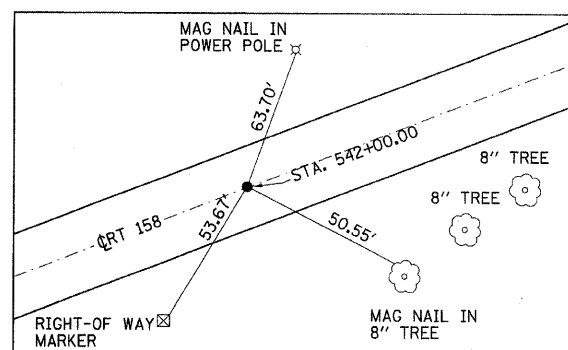 MAG NAIL IN
POWER POLE
63.70'
STA. 542+00.00
8" TREE
8" TREE
℄ RT 158
53.67'
50.55'
RIGHT-OF WAY
MARKER
MAG NAIL IN
8" TREE